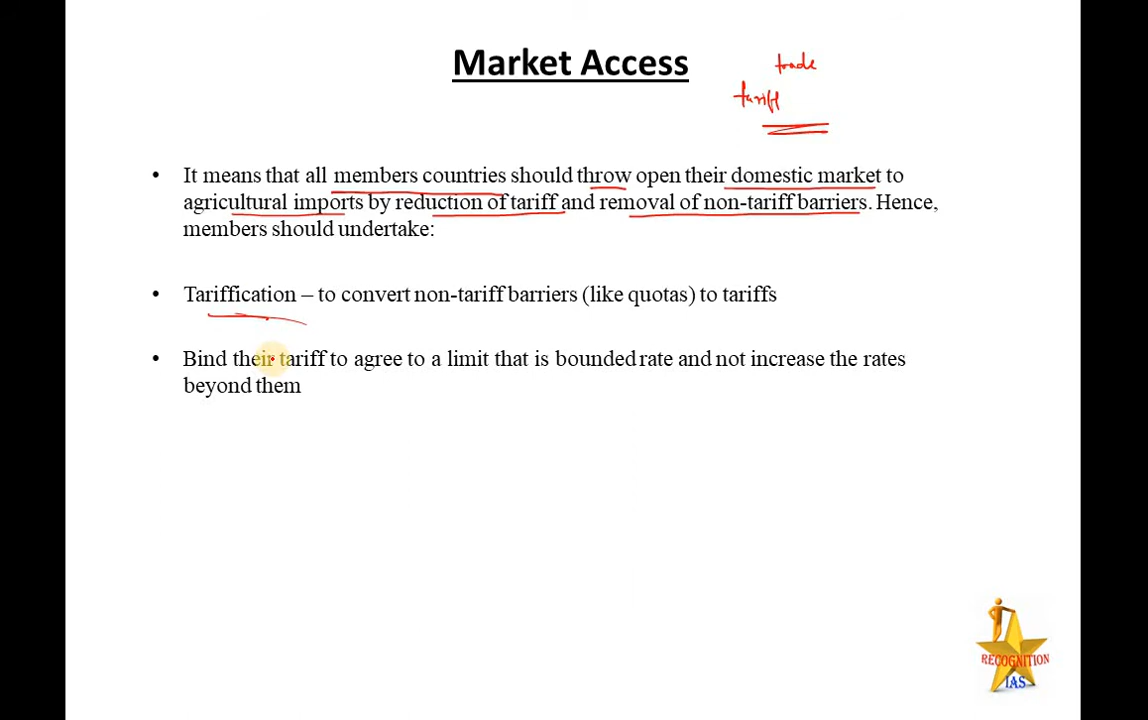 Market Access
trade
tariff
• It means that all members countries should throw open their domestic market to
agricultural imports by reduction of tariff and removal of non-tariff barriers. Hence,
members should undertake:
• Tariffication – to convert non-tariff barriers (like quotas) to tariffs
• Bind their tariff to agree to a limit that is bounded rate and not increase the rates
beyond them
RECOGNITION
IAS